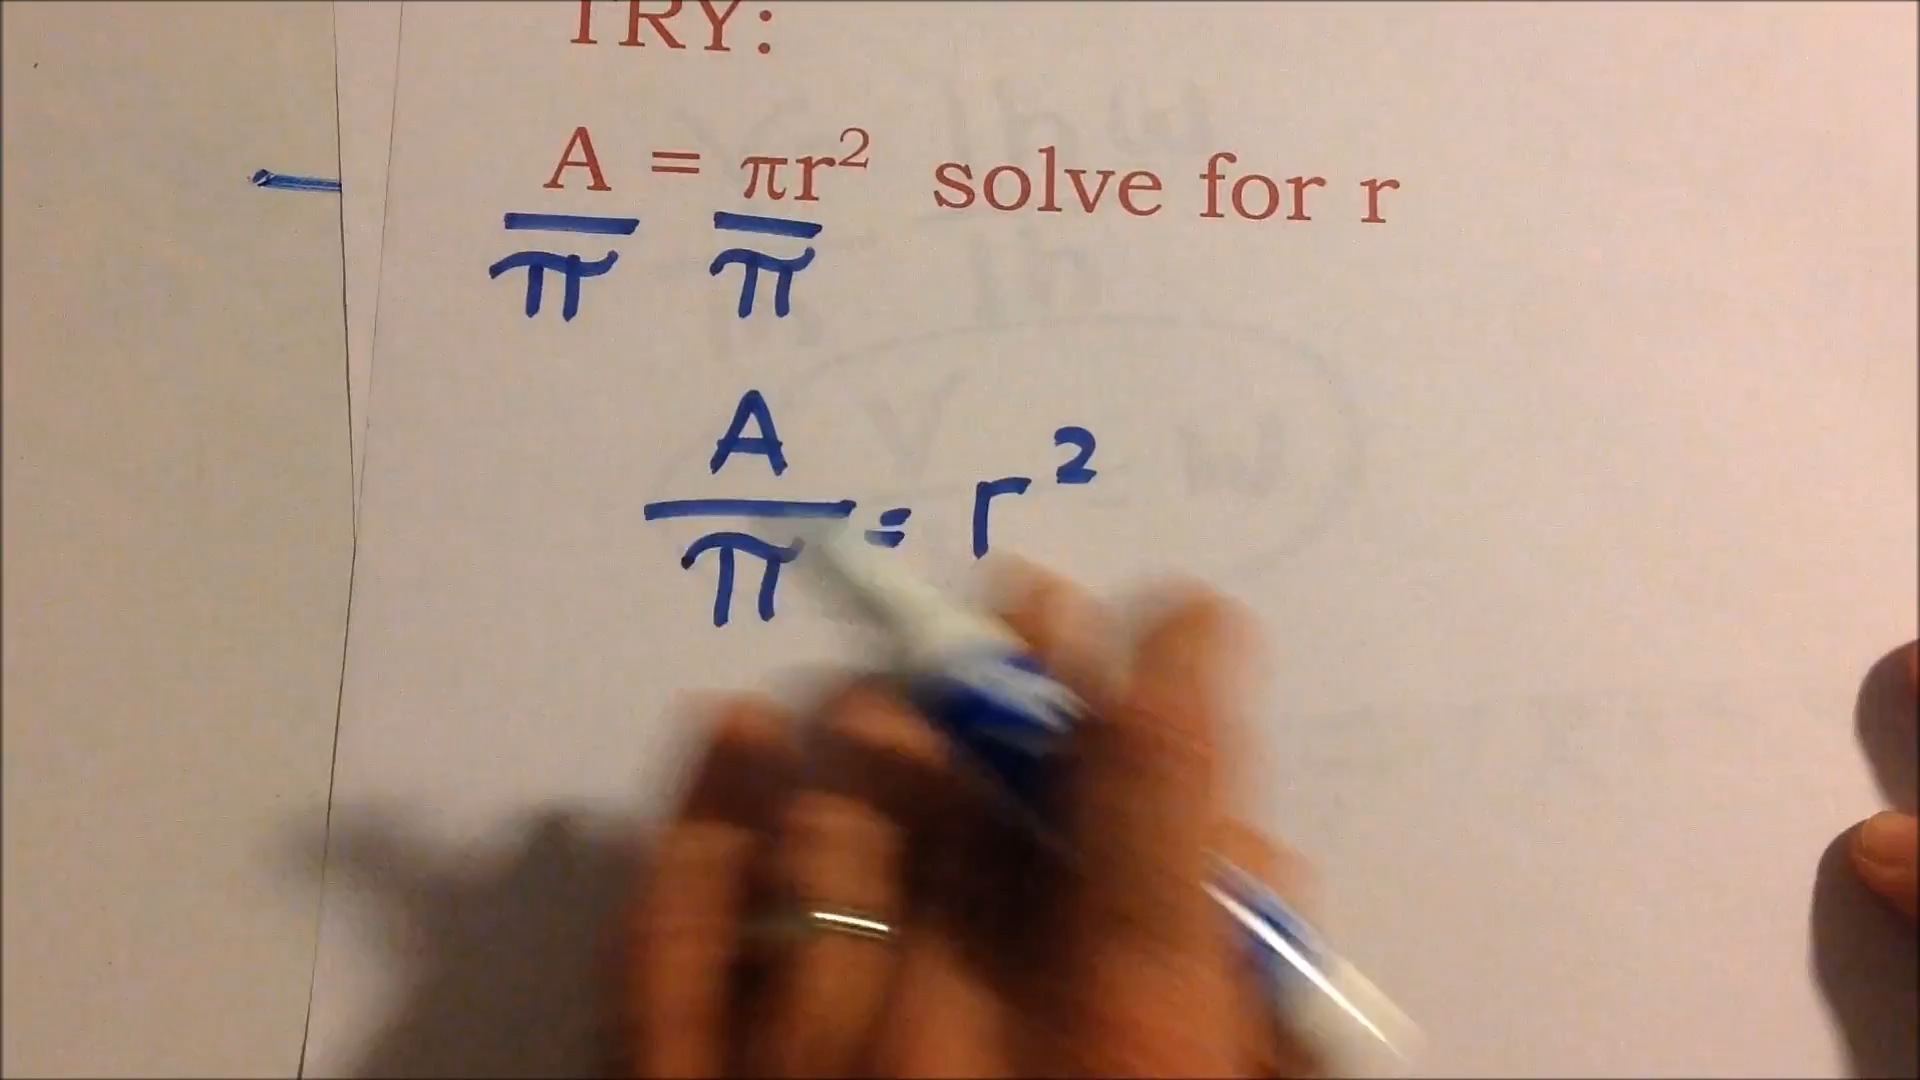 TRY:
A = πr² solve for r
π π
A
π = r²